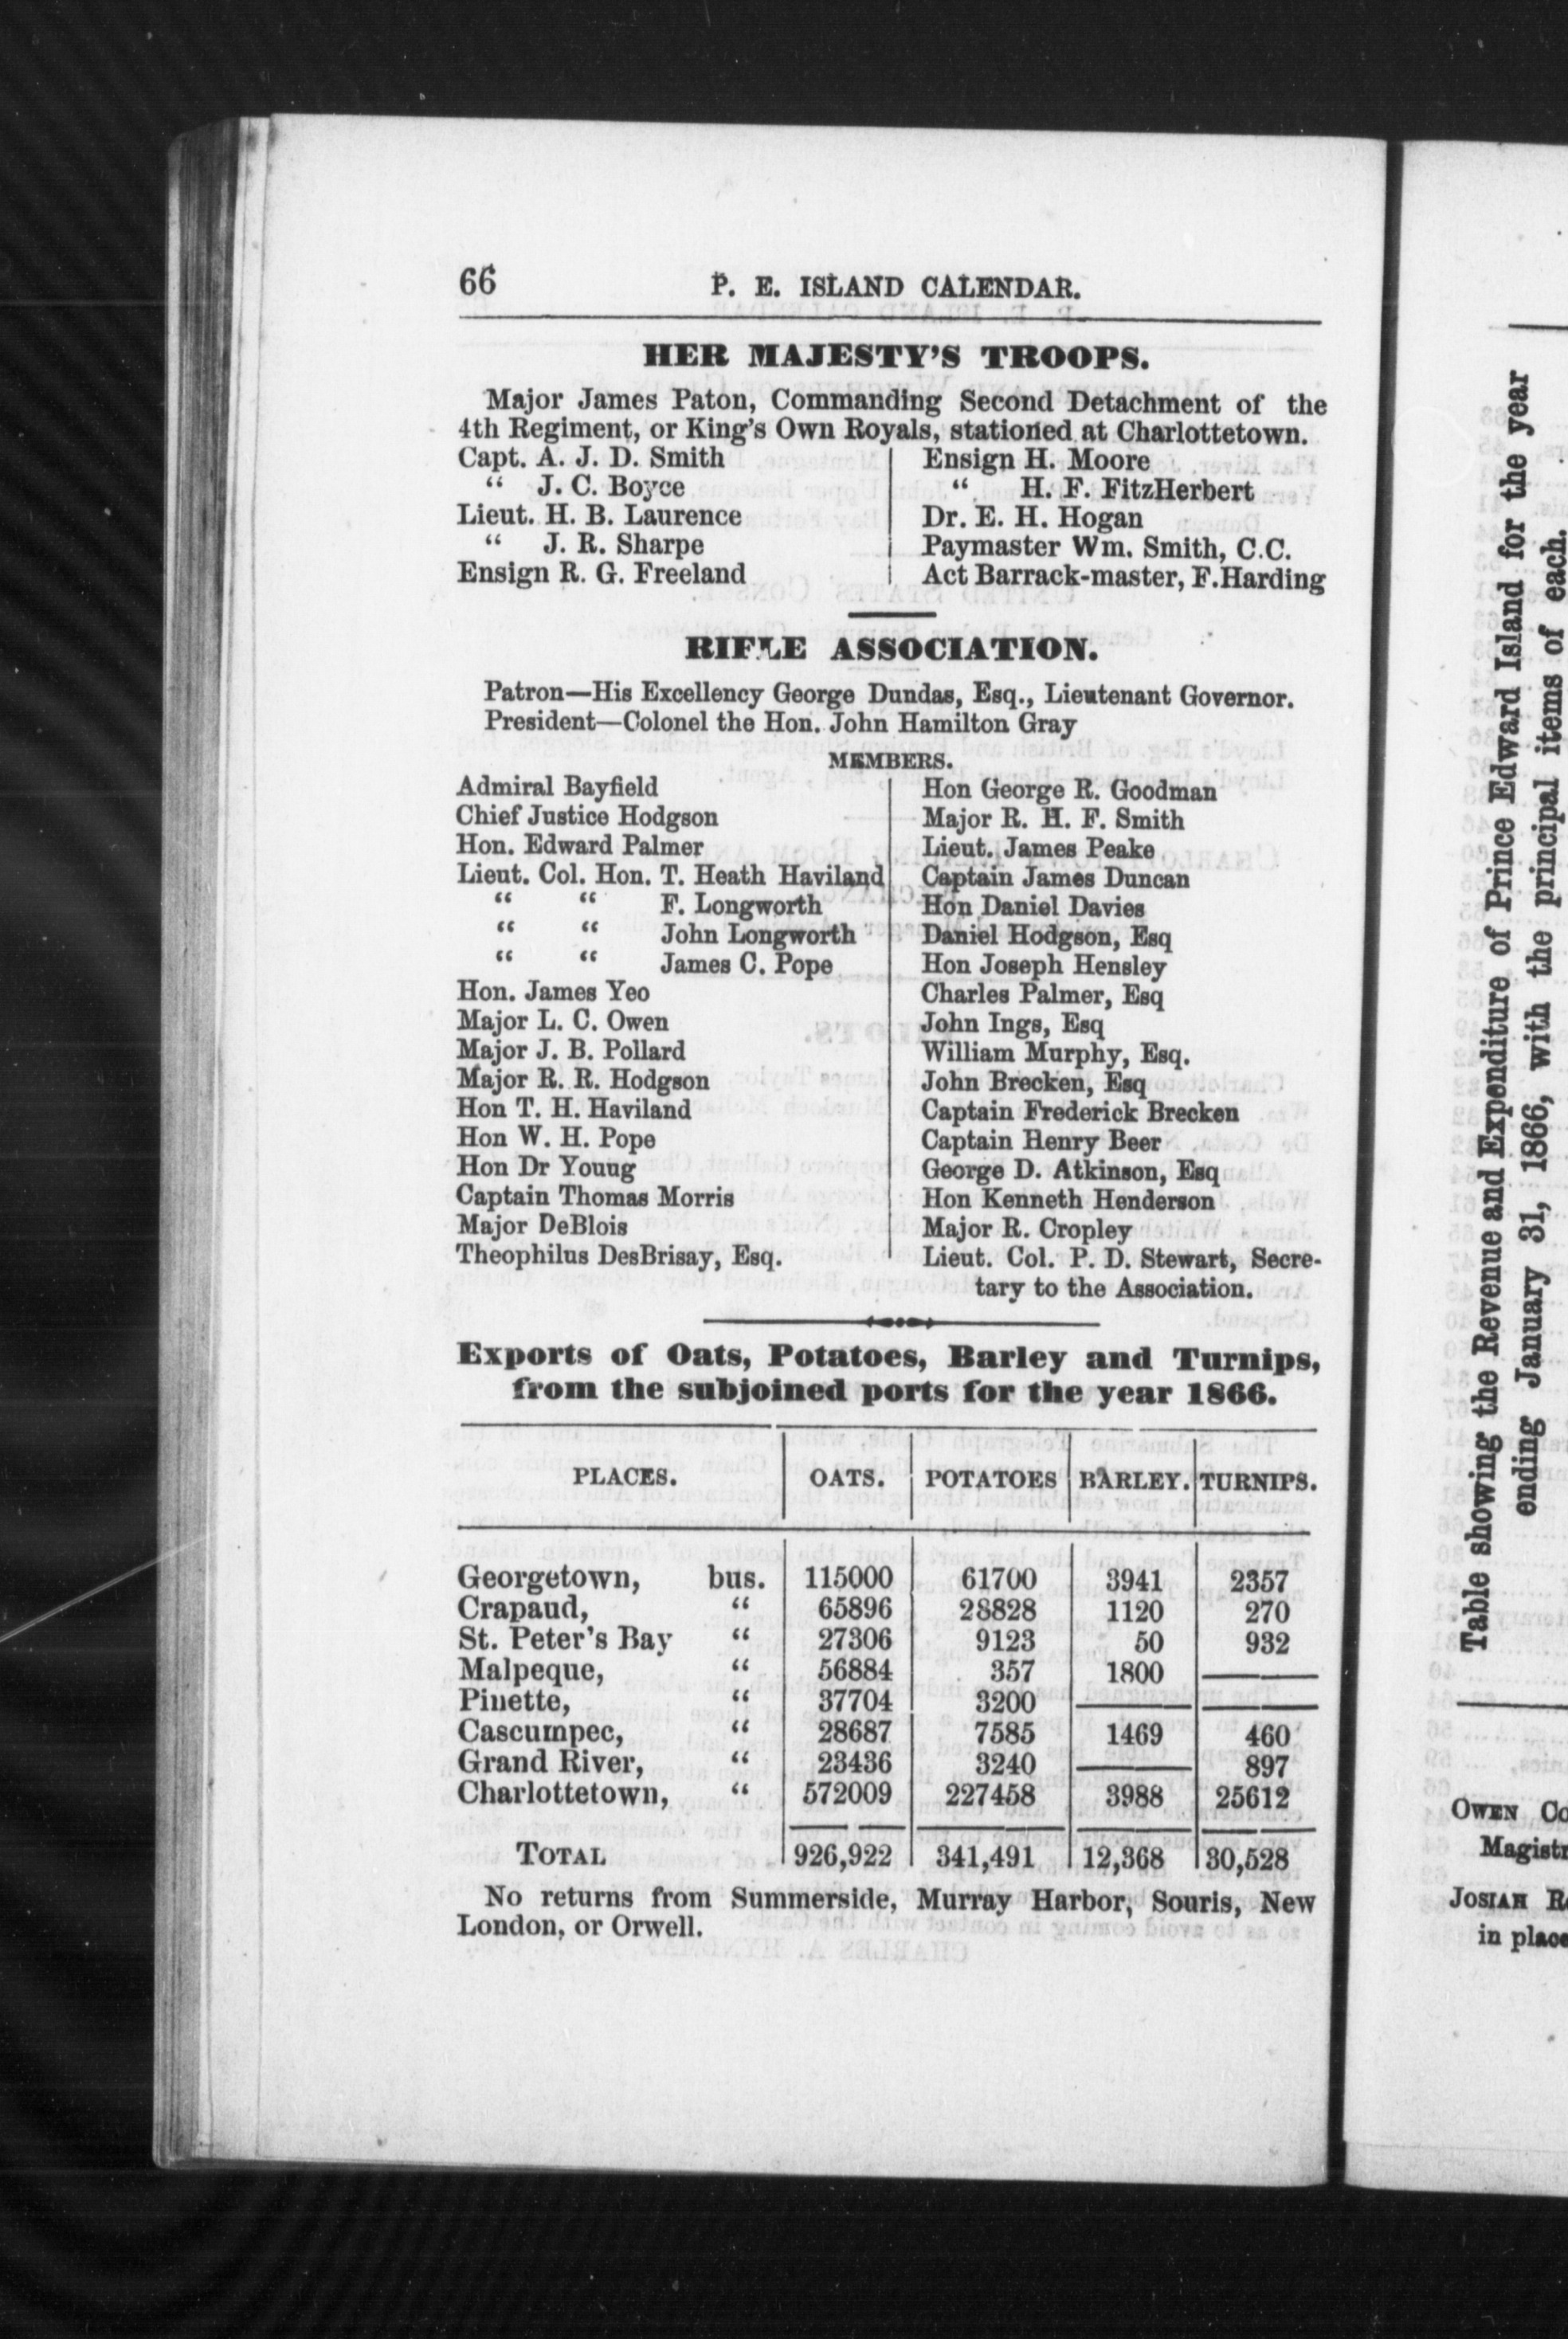 66 P. E. ISLAND CALENDAR.
HER MAJESTY'S TROOPS.
Major James Paton, Commanding Second Detachment of the
4th Regiment, or King's Own Royals, stationed at Charlottetown.
Capt. A. J. D. Smith
“ J. C. Boyce
Lieut. H. B. Laurence
“ J. R. Sharpe
Ensign R. G. Freeland
Ensign H. Moore
“ H. F. FitzHerbert
Dr. E. H. Hogan
Paymaster Wm. Smith, C.C.
Act Barrack-master, F.Harding
RIFLE ASSOCIATION.
Patron—His Excellency George Dundas, Esq., Lieutenant Governor.
President—Colonel the Hon. John Hamilton Gray
MEMBERS.
Admiral Bayfield
Chief Justice Hodgson
Hon. Edward Palmer
Lieut. Col. Hon. T. Heath Haviland
“ “ F. Longworth
“ “ John Longworth
“ “ James C. Pope
Hon. James Yeo
Major L. C. Owen
Major J. B. Pollard
Major R. R. Hodgson
Hon T. H. Haviland
Hon W. H. Pope
Hon Dr Youug
Captain Thomas Morris
Major DeBlois
Theophilus DesBrisay, Esq.
Hon George R. Goodman
Major R. H. F. Smith
Lieut. James Peake
Captain James Duncan
Hon Daniel Davies
Daniel Hodgson, Esq
Hon Joseph Hensley
Charles Palmer, Esq
John Ings, Esq
William Murphy, Esq.
John Brecken, Esq
Captain Frederick Brecken
Captain Henry Beer
George D. Atkinson, Esq
Hon Kenneth Henderson
Major R. Cropley
Lieut. Col. P. D. Stewart, Secre-
tary to the Association.
Exports of Oats, Potatoes, Barley and Turnips,
from the subjoined ports for the year 1866.
PLACES. OATS. POTATOES BARLEY. TURNIPS.
Georgetown, bus. 115000 61700 3941 2357
Crapaud, “ 65896 28828 1120 270
St. Peter's Bay “ 27306 9123 50 932
Malpeque, “ 56884 357 1800 ——
Pinette, “ 37704 3200 —— ——
Cascumpec, “ 28687 7585 1469 460
Grand River, “ 23436 3240 —— 897
Charlottetown, “ 572009 227458 3988 25612
TOTAL 926,922 341,491 12,368 30,528
No returns from Summerside, Murray Harbor, Souris, New
London, or Orwell.
Table showing the Revenue and Expenditure of Prince Edward Island for the year
ending January 31, 1866, with the principal items of each.
OWEN Co
Magistr
JOSIAH R
in place